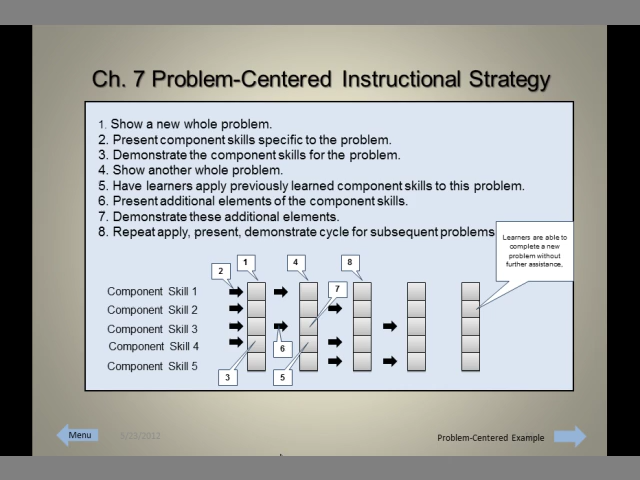 Ch. 7 Problem-Centered Instructional Strategy
1. Show a new whole problem.
2. Present component skills specific to the problem.
3. Demonstrate the component skills for the problem.
4. Show another whole problem.
5. Have learners apply previously learned component skills to this problem.
6. Present additional elements of the component skills.
7. Demonstrate these additional elements.
8. Repeat apply, present, demonstrate cycle for subsequent problems
Learners are able to
complete a new
problem without
further assistance.
1
4
8
2
7
Component Skill 1
Component Skill 2
Component Skill 3
Component Skill 4
Component Skill 5
6
3
5
Menu
5/23/2012
Problem-Centered Example